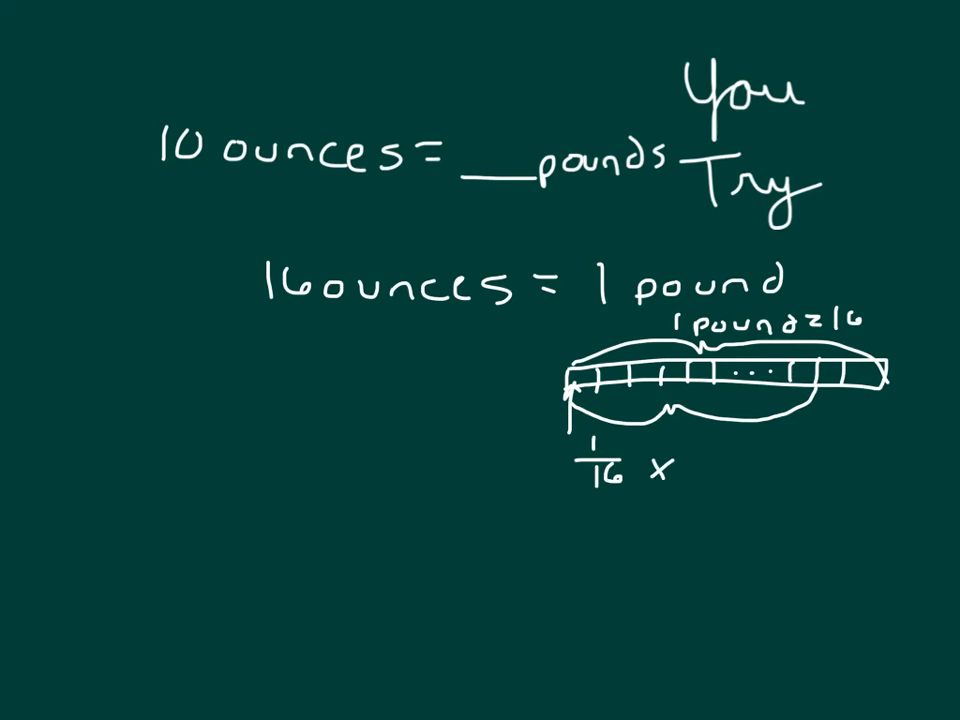 You
Try
10 ounces = ___ pounds
16 ounces = 1 pound
1 pound = 16
...
1/16 x